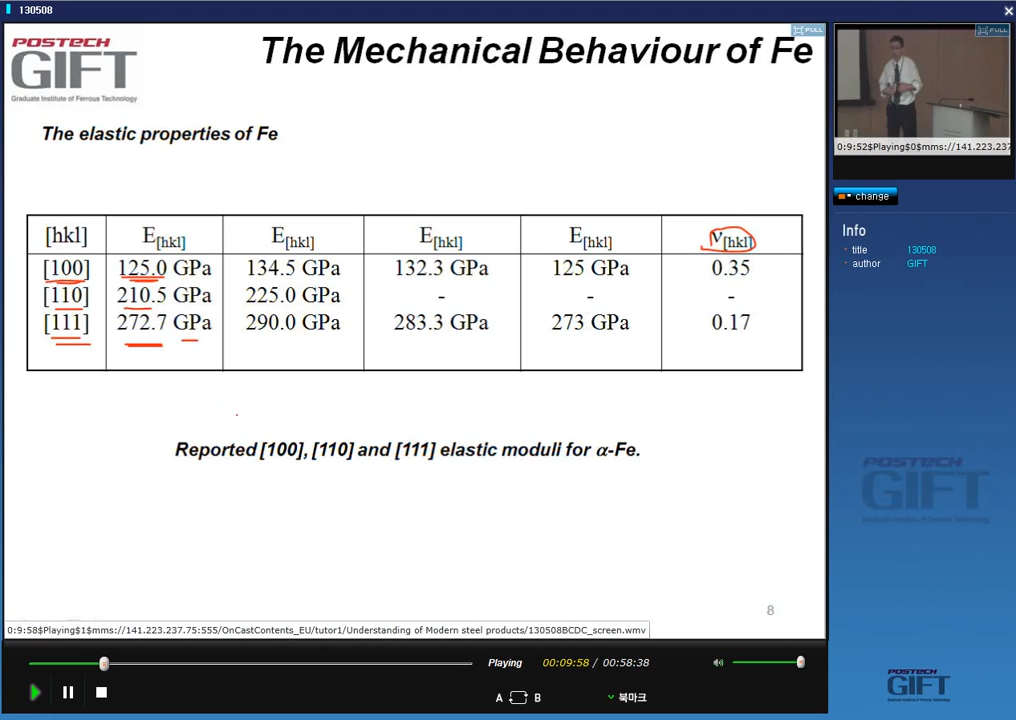 130508
POSTECH
GIFT
Graduate Institute of Ferrous Technology
The Mechanical Behaviour of Fe
FULL
FULL
The elastic properties of Fe
0:9:52$Playing$0$mms://141.223.237
change
Info
title 130508
author GIFT
[hkl] E[hkl] E[hkl] E[hkl] E[hkl] ν[hkl]
[100] 125.0 GPa 134.5 GPa 132.3 GPa 125 GPa 0.35
[110] 210.5 GPa 225.0 GPa - - -
[111] 272.7 GPa 290.0 GPa 283.3 GPa 273 GPa 0.17
Reported [100], [110] and [111] elastic moduli for α-Fe.
POSTECH
GIFT
8
0:9:58$Playing$1$mms://141.223.237.75:555/OnCastContents_EU/tutor1/Understanding of Modern steel products/130508BCDC_screen.wmv
Playing 00:09:58 / 00:58:38
A B 북마크
POSTECH
GIFT